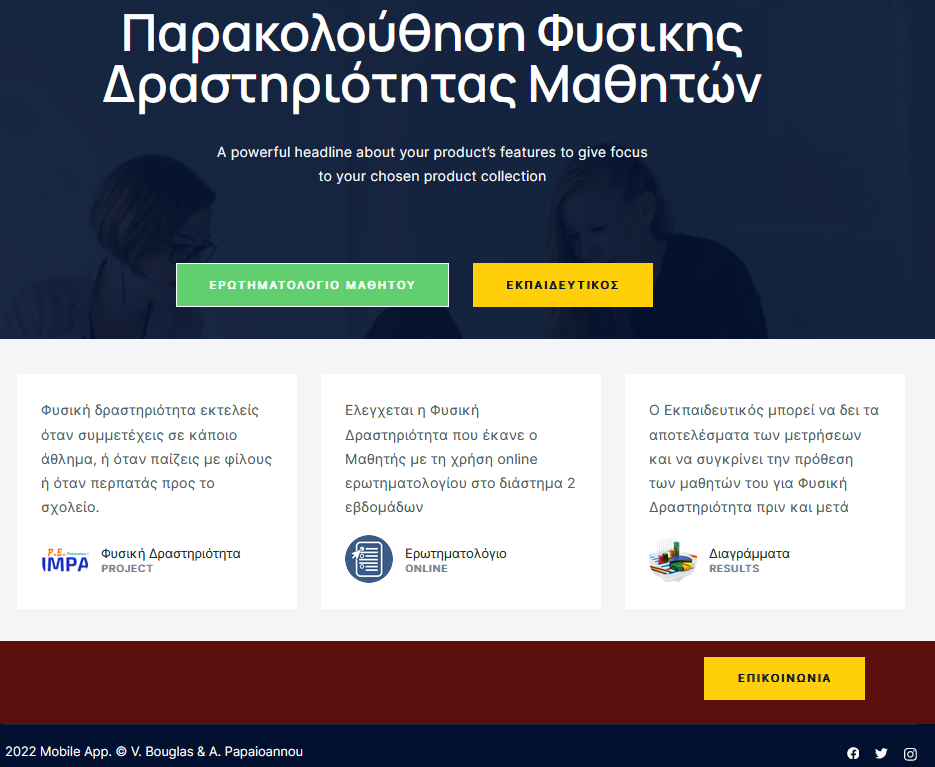 Παρακολούθηση Φυσικης
Δραστηριότητας Μαθητών
A powerful headline about your product’s features to give focus
to your chosen product collection
ΕΡΩΤΗΜΑΤΟΛΟΓΙΟ ΜΑΘΗΤΟΥ
ΕΚΠΑΙΔΕΥΤΙΚΟΣ
Φυσική δραστηριότητα εκτελείς
όταν συμμετέχεις σε κάποιο
άθλημα, ή όταν παίζεις με φίλους
ή όταν περπατάς προς το
σχολείο.
P.E.
IMPA
Φυσική Δραστηριότητα
PROJECT
Ελεγχεται η Φυσική
Δραστηριότητα που έκανε ο
Μαθητής με τη χρήση online
ερωτηματολογίου στο διάστημα 2
εβδομάδων
Ερωτηματολόγιο
ONLINE
Ο Εκπαιδευτικός μπορεί να δει τα
αποτελέσματα των μετρήσεων
και να συγκρίνει την πρόθεση
των μαθητών του για Φυσική
Δραστηριότητα πριν και μετά
Διαγράμματα
RESULTS
ΕΠΙΚΟΙΝΩΝΙΑ
2022 Mobile App. © V. Bouglas & A. Papaioannou